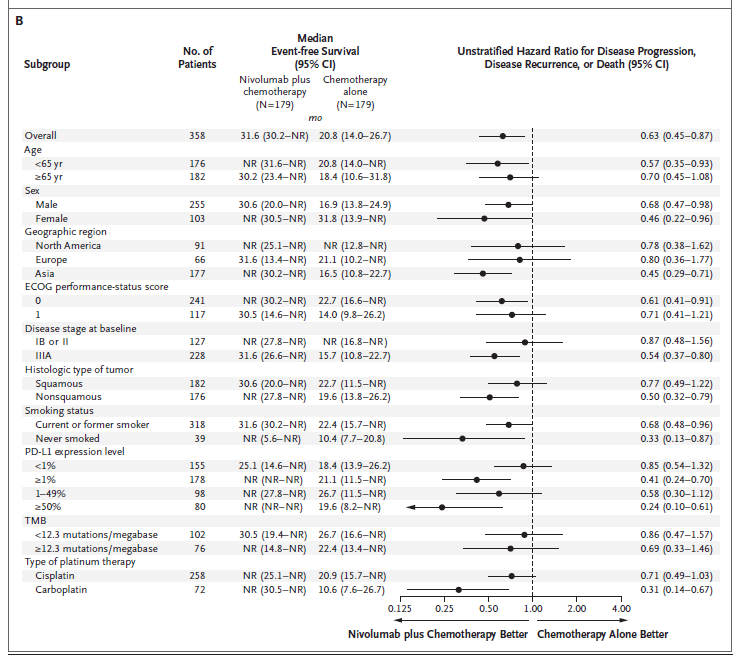 B
Median
No. of Event-free Survival Unstratified Hazard Ratio for Disease Progression,
Subgroup Patients (95% CI) Disease Recurrence, or Death (95% CI)
Nivolumab plus Chemotherapy
chemotherapy alone
(N=179) (N=179)
mo
Overall 358 31.6 (30.2–NR) 20.8 (14.0–26.7) 0.63 (0.45–0.87)
Age
<65 yr 176 NR (31.6–NR) 20.8 (14.0–NR) 0.57 (0.35–0.93)
≥65 yr 182 30.2 (23.4–NR) 18.4 (10.6–31.8) 0.70 (0.45–1.08)
Sex
Male 255 30.6 (20.0–NR) 16.9 (13.8–24.9) 0.68 (0.47–0.98)
Female 103 NR (30.5–NR) 31.8 (13.9–NR) 0.46 (0.22–0.96)
Geographic region
North America 91 NR (25.1–NR) NR (12.8–NR) 0.78 (0.38–1.62)
Europe 66 31.6 (13.4–NR) 21.1 (10.2–NR) 0.80 (0.36–1.77)
Asia 177 NR (30.2–NR) 16.5 (10.8–22.7) 0.45 (0.29–0.71)
ECOG performance-status score
0 241 NR (30.2–NR) 22.7 (16.6–NR) 0.61 (0.41–0.91)
1 117 30.5 (14.6–NR) 14.0 (9.8–26.2) 0.71 (0.41–1.21)
Disease stage at baseline
IB or II 127 NR (27.8–NR) NR (16.8–NR) 0.87 (0.48–1.56)
IIIA 228 31.6 (26.6–NR) 15.7 (10.8–22.7) 0.54 (0.37–0.80)
Histologic type of tumor
Squamous 182 30.6 (20.0–NR) 22.7 (11.5–NR) 0.77 (0.49–1.22)
Nonsquamous 176 NR (27.8–NR) 19.6 (13.8–26.2) 0.50 (0.32–0.79)
Smoking status
Current or former smoker 318 31.6 (30.2–NR) 22.4 (15.7–NR) 0.68 (0.48–0.96)
Never smoked 39 NR (5.6–NR) 10.4 (7.7–20.8) 0.33 (0.13–0.87)
PD-L1 expression level
<1% 155 25.1 (14.6–NR) 18.4 (13.9–26.2) 0.85 (0.54–1.32)
≥1% 178 NR (NR–NR) 21.1 (11.5–NR) 0.41 (0.24–0.70)
1–49% 98 NR (27.8–NR) 26.7 (11.5–NR) 0.58 (0.30–1.12)
≥50% 80 NR (NR–NR) 19.6 (8.2–NR) 0.24 (0.10–0.61)
TMB
<12.3 mutations/megabase 102 30.5 (19.4–NR) 26.7 (16.6–NR) 0.86 (0.47–1.57)
≥12.3 mutations/megabase 76 NR (14.8–NR) 22.4 (13.4–NR) 0.69 (0.33–1.46)
Type of platinum therapy
Cisplatin 258 NR (25.1–NR) 20.9 (15.7–NR) 0.71 (0.49–1.03)
Carboplatin 72 NR (30.5–NR) 10.6 (7.6–26.7) 0.31 (0.14–0.67)
0.125 0.25 0.50 1.00 2.00 4.00
Nivolumab plus Chemotherapy Better Chemotherapy Alone Better